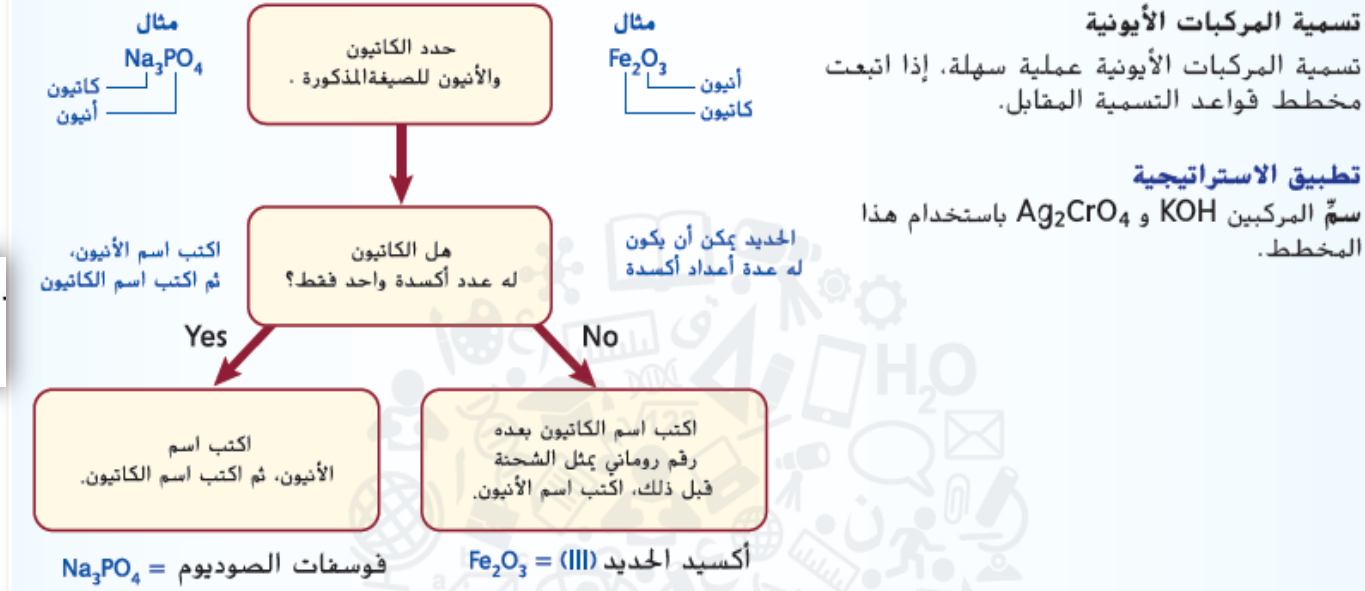 تسمية المركبات الأيونية
تسمية المركبات الأيونية عملية سهلة، إذا اتبعت
مخطط قواعد التسمية المقابل.
تطبيق الاستراتيجية
سمِّ المركبين KOH و Ag₂CrO₄ باستخدام هذا
المخطط.
مثال
Fe₂O₃
أنيون
كاتيون
حدد الكاتيون
والأنيون للصيغةالمذكورة .
مثال
Na₃PO₄
كاتيون
أنيون
الحديد يمكن أن يكون
له عدة أعداد أكسدة
هل الكاتيون
له عدد أكسدة واحد فقط؟
اكتب اسم الأنيون،
ثم اكتب اسم الكاتيون
No
Yes
اكتب اسم الكاتيون بعده
رقم روماني يمثل الشحنة
قبل ذلك، اكتب اسم الأنيون.
اكتب اسم
الأنيون، ثم اكتب اسم الكاتيون.
أكسيد الحديد (III) = Fe₂O₃
فوسفات الصوديوم = Na₃PO₄
H₂O
123